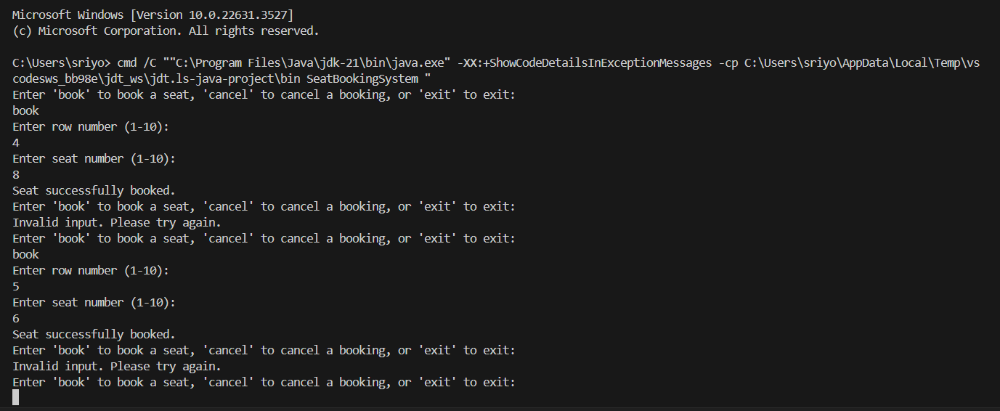 Microsoft Windows [Version 10.0.22631.3527]
(c) Microsoft Corporation. All rights reserved.
C:\Users\sriyo> cmd /C ""C:\Program Files\Java\jdk-21\bin\java.exe" -XX:+ShowCodeDetailsInExceptionMessages -cp C:\Users\sriyo\AppData\Local\Temp\vs
codesws_bb98e\jdt_ws\jdt.ls-java-project\bin SeatBookingSystem "
Enter 'book' to book a seat, 'cancel' to cancel a booking, or 'exit' to exit:
book
Enter row number (1-10):
4
Enter seat number (1-10):
8
Seat successfully booked.
Enter 'book' to book a seat, 'cancel' to cancel a booking, or 'exit' to exit:
Invalid input. Please try again.
Enter 'book' to book a seat, 'cancel' to cancel a booking, or 'exit' to exit:
book
Enter row number (1-10):
5
Enter seat number (1-10):
6
Seat successfully booked.
Enter 'book' to book a seat, 'cancel' to cancel a booking, or 'exit' to exit:
Invalid input. Please try again.
Enter 'book' to book a seat, 'cancel' to cancel a booking, or 'exit' to exit: